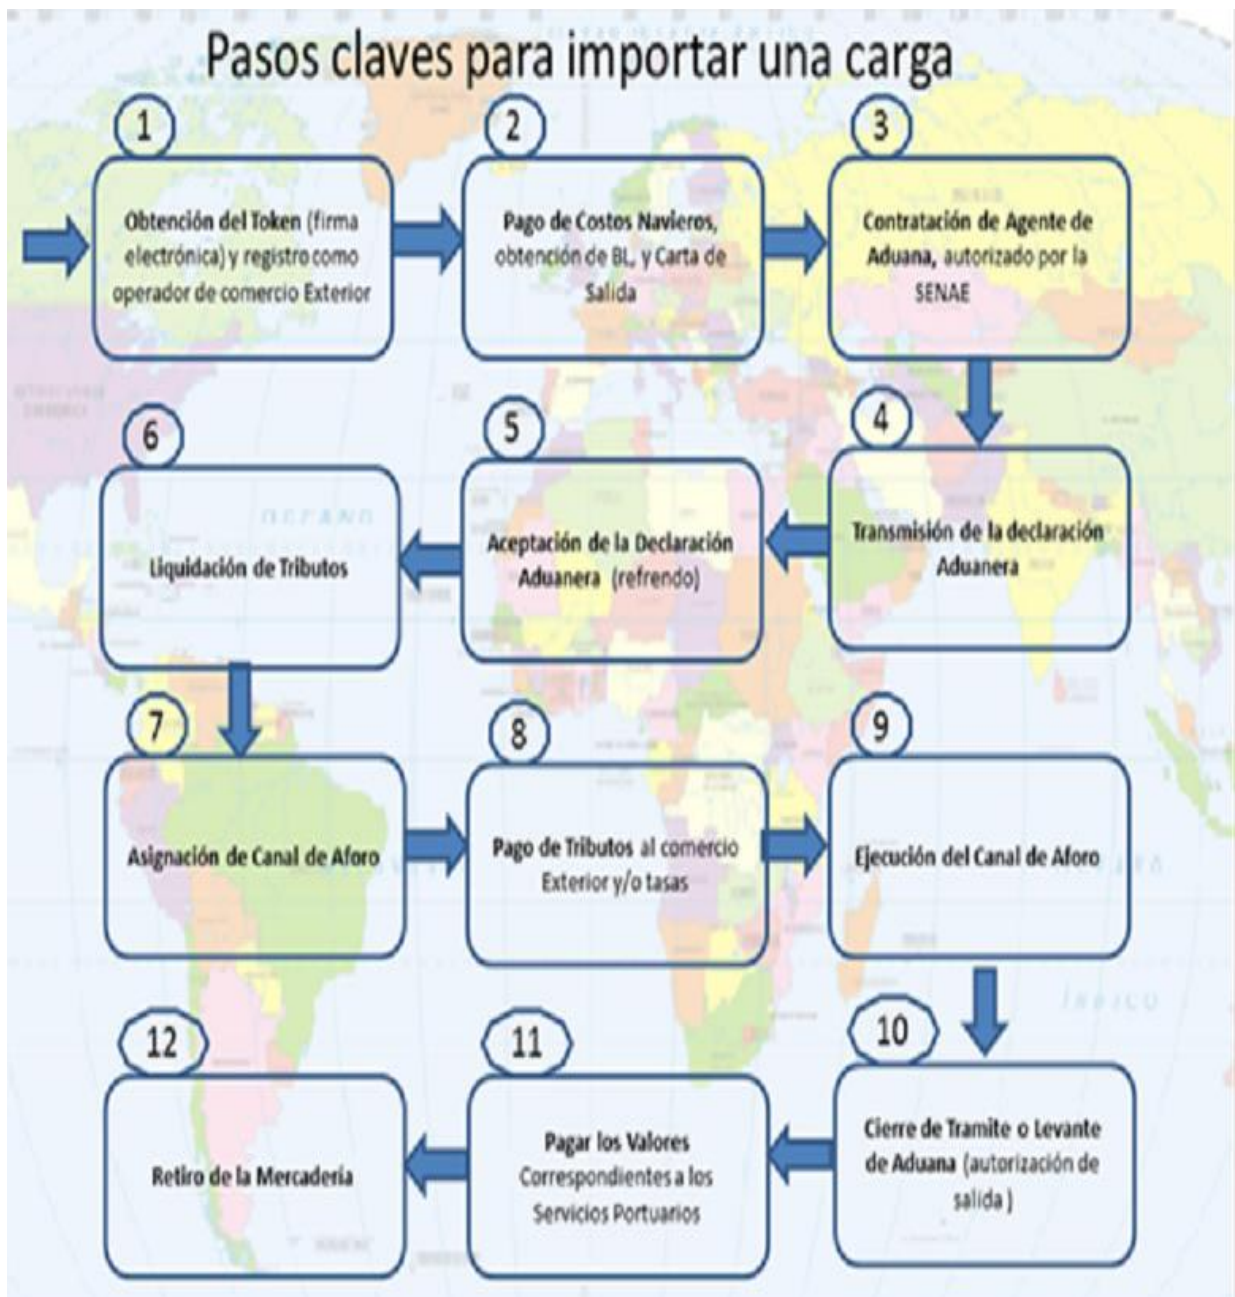 Pasos claves para importar una carga
1
Obtención del Token (firma
electrónica) y registro como
operador de comercio Exterior
2
Pago de Costos Navieros,
obtención de BL, y Carta de
Salida
3
Contratación de Agente de
Aduana, autorizado por la
SENAE
4
Transmisión de la declaración
Aduanera
5
Aceptación de la Declaración
Aduanera (refrendo)
6
Liquidación de Tributos
7
Asignación de Canal de Aforo
8
Pago de Tributos al comercio
Exterior y/o tasas
9
Ejecución del Canal de Aforo
10
Cierre de Tramite o Levante
de Aduana (autorización de
salida )
11
Pagar los Valores
Correspondientes a los
Servicios Portuarios
12
Retiro de la Mercadería
OCEANO
ÍNDICO